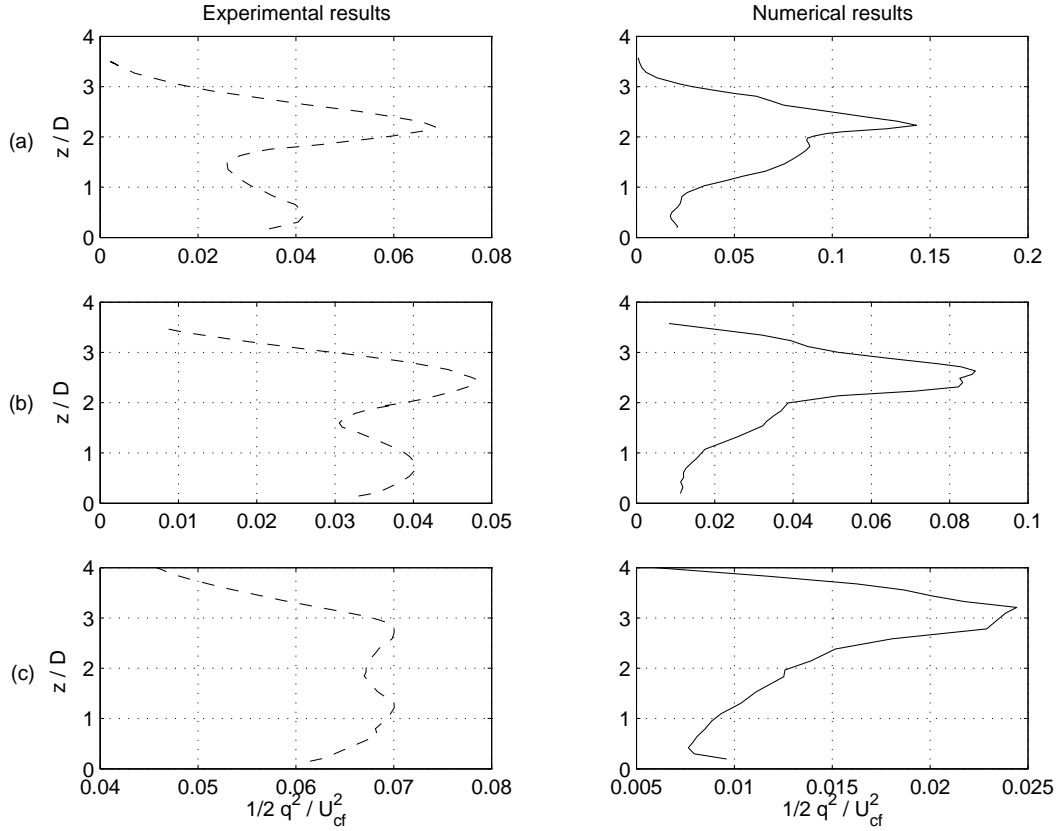 Experimental results
Numerical results
(a)
z / D
4
3
2
1
0
0 0.02 0.04 0.06 0.08
4
3
2
1
0
0 0.05 0.1 0.15 0.2
(b)
z / D
4
3
2
1
0
0 0.01 0.02 0.03 0.04 0.05
4
3
2
1
0
0 0.02 0.04 0.06 0.08 0.1
(c)
z / D
4
3
2
1
0
0.04 0.05 0.06 0.07 0.08
1/2 q² / U²cf
4
3
2
1
0
0.005 0.01 0.015 0.02 0.025
1/2 q² / U²cf